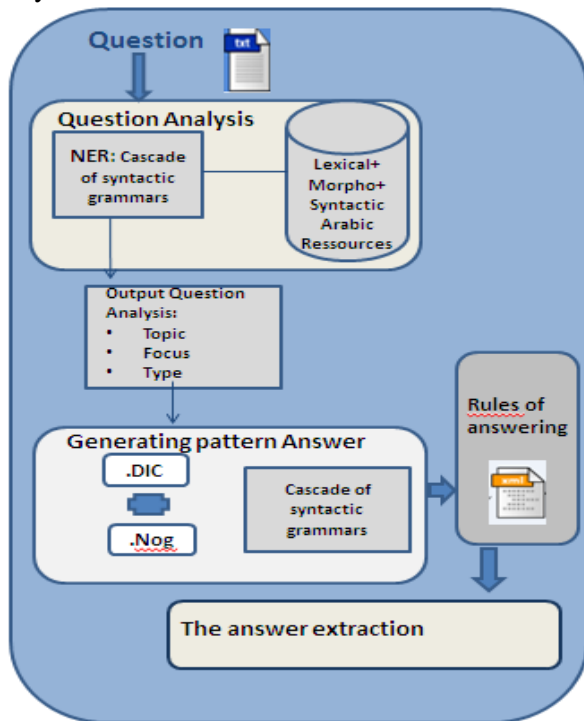 Question
txt
Question Analysis
NER: Cascade
of syntactic
grammars
Lexical+
Morpho+
Syntactic
Arabic
Ressources
Output Question
Analysis:
• Topic
• Focus
• Type
Generating pattern Answer
.DIC
.Nog
Cascade of
syntactic
grammars
Rules of
answering
xml
The answer extraction